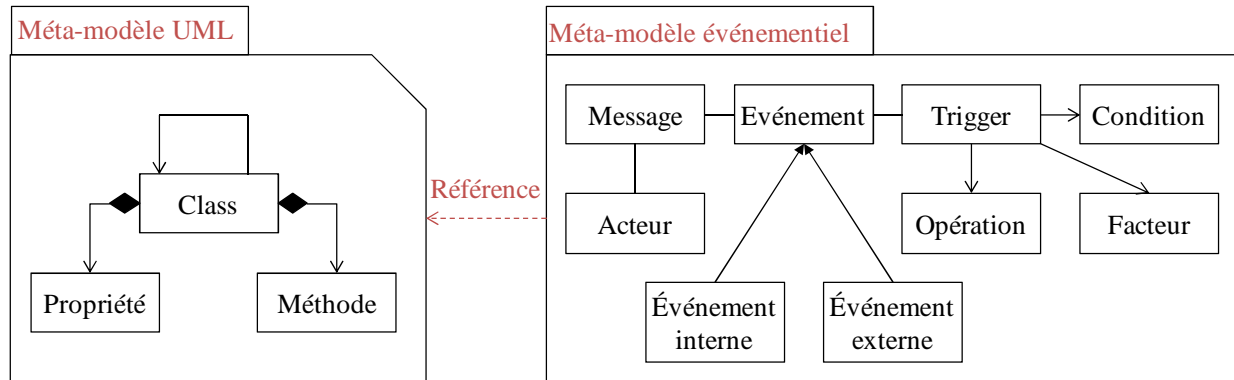 Méta-modèle UML
Méta-modèle événementiel
Message
Evénement
Trigger
Condition
Class
Référence
Acteur
Opération
Facteur
Propriété
Méthode
Événement
interne
Événement
externe